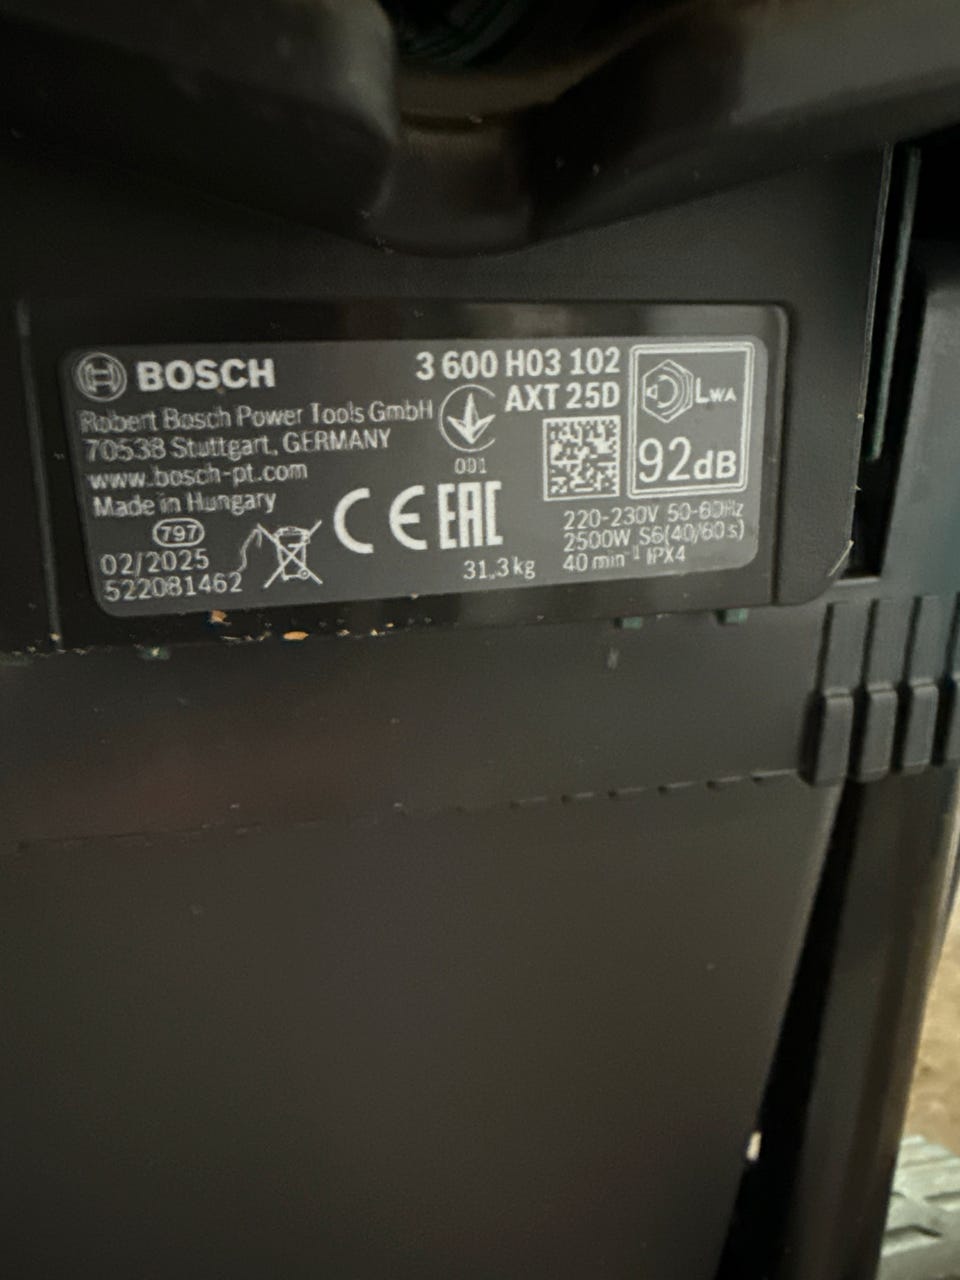 BOSCH
Robert Bosch Power Tools GmbH
70538 Stuttgart, GERMANY
www.bosch-pt.com
Made in Hungary
797
02/2025
522081462
3 600 H03 102
AXT 25D
001
CE EAC
31,3 kg
LWA
92dB
220-230V 50-60Hz
2500W S6(40/60s)
40 min⁻¹ IPX4